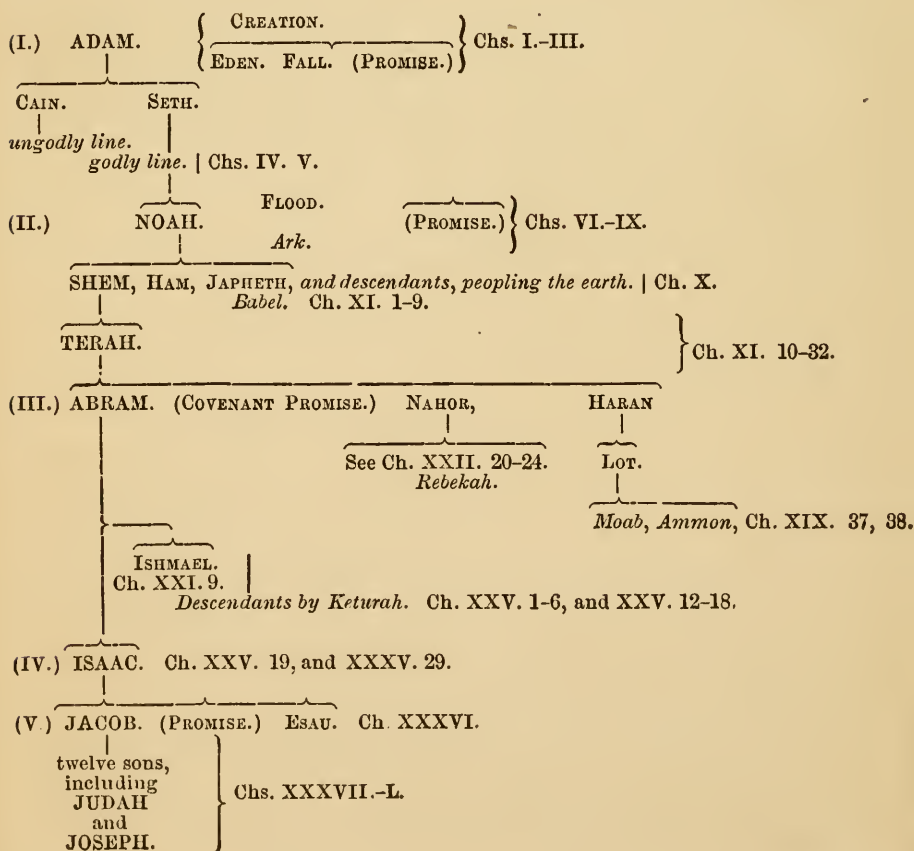 CREATION.
(I.) ADAM. Chs. I.-III.
EDEN. FALL. (PROMISE.)
CAIN. SETH.
ungodly line.
godly line. | Chs. IV. V.
FLOOD.
(II.) NOAH. (PROMISE.) Chs. VI.-IX.
Ark.
SHEM, HAM, JAPHETH, and descendants, peopling the earth. | Ch. X.
Babel. Ch. XI. 1-9.
TERAH. Ch. XI. 10-32.
(III.) ABRAM. (COVENANT PROMISE.) NAHOR, HARAN
See Ch. XXII. 20-24. LOT.
Rebekah.
Moab, Ammon, Ch. XIX. 37, 38.
ISHMAEL.
Ch. XXI. 9.
Descendants by Keturah. Ch. XXV. 1-6, and XXV. 12-18.
(IV.) ISAAC. Ch. XXV. 19, and XXXV. 29.
(V.) JACOB. (PROMISE.) ESAU. Ch. XXXVI.
twelve sons,
including
JUDAH
and
JOSEPH.
Chs. XXXVII.-L.